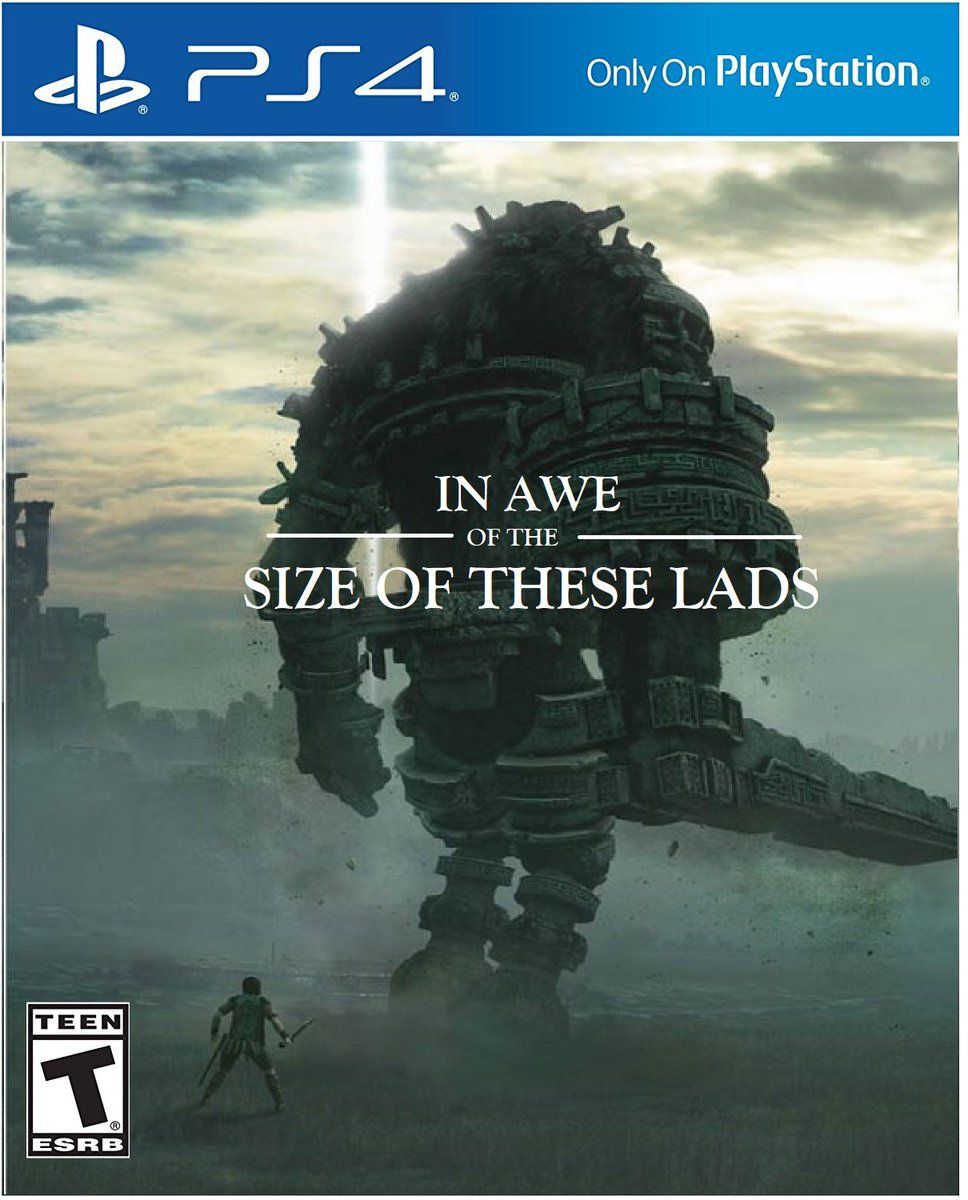 PS4® Only On PlayStation®
IN AWE
OF THE
SIZE OF THESE LADS
TEEN
T®
ESRB